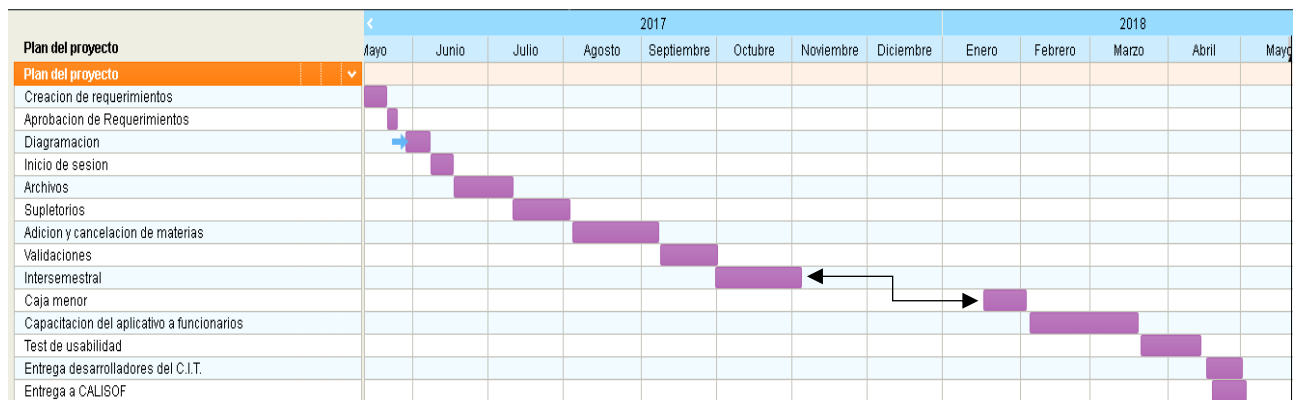 2017 2018
Plan del proyecto
Mayo Junio Julio Agosto Septiembre Octubre Noviembre Diciembre Enero Febrero Marzo Abril Mayo
Plan del proyecto
Creacion de requerimientos
Aprobacion de Requerimientos
Diagramacion
Inicio de sesion
Archivos
Supletorios
Adicion y cancelacion de materias
Validaciones
Intersemestral
Caja menor
Capacitacion del aplicativo a funcionarios
Test de usabilidad
Entrega desarrolladores del C.I.T.
Entrega a CALISOF